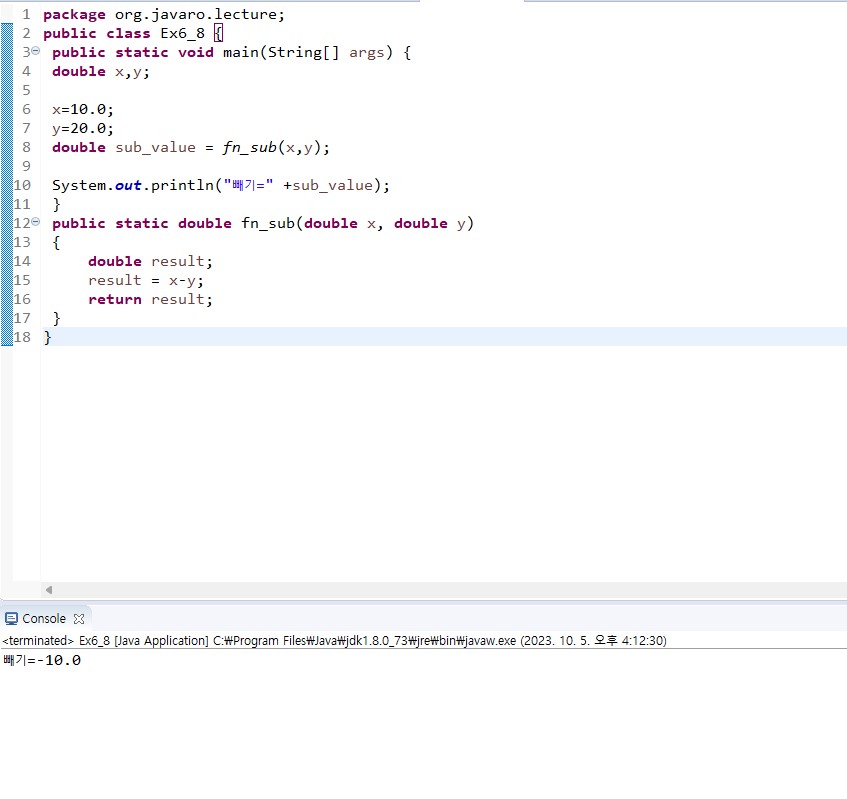 1 package org.javaro.lecture;
2 public class Ex6_8 {
3 public static void main(String[] args) {
4 double x,y;
5
6 x=10.0;
7 y=20.0;
8 double sub_value = fn_sub(x,y);
9
10 System.out.println("빼기=" +sub_value);
11 }
12 public static double fn_sub(double x, double y)
13 {
14 double result;
15 result = x-y;
16 return result;
17 }
18 }
Console
<terminated> Ex6_8 [Java Application] C:₩Program Files₩Java₩jdk1.8.0_73₩jre₩bin₩javaw.exe (2023. 10. 5. 오후 4:12:30)
빼기=-10.0